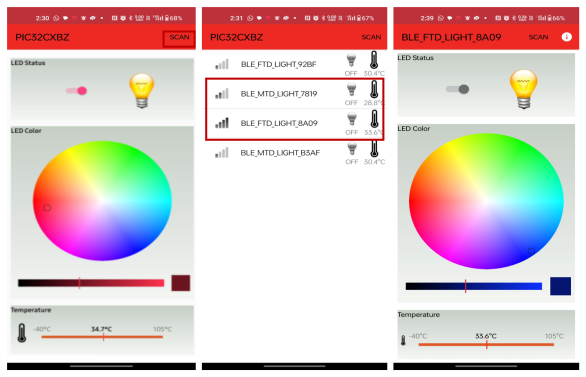 2:30
68%
PIC32CXBZ
SCAN
LED Status
LED Color
Temperature
-40°C
34.7°C
105°C
2:31
67%
PIC32CXBZ
SCAN
BLE_FTD_LIGHT_92BF
OFF 30.4°C
BLE_MTD_LIGHT_7819
OFF 28.8°C
BLE_FTD_LIGHT_8A09
OFF 33.6°C
BLE_MTD_LIGHT_B3AF
OFF 30.4°C
2:39
66%
BLE_FTD_LIGHT_8A09
SCAN
LED Status
LED Color
Temperature
-40°C
33.6°C
105°C